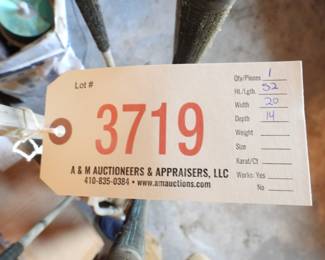 Lot #
3719
A & M AUCTIONEERS & APPRAISERS, LLC
410-835-0384 • www.amauctions.com
Qty/Pieces 1
Ht./Lgth. 52
Width 20
Depth 14
Weight
Size
Karat/Ct
Works: Yes
No